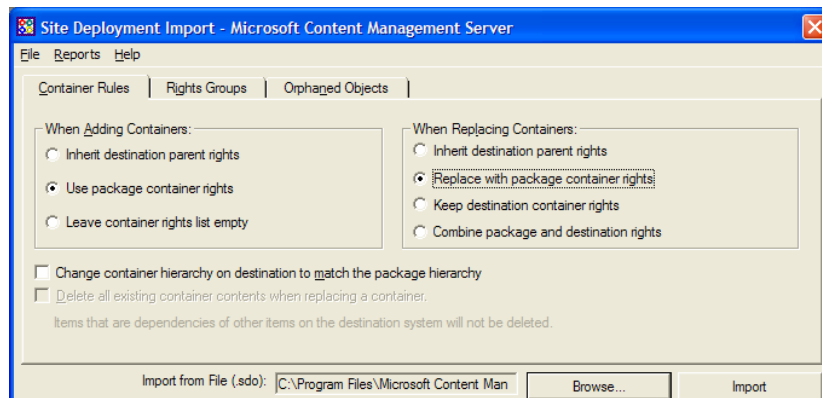 Site Deployment Import - Microsoft Content Management Server
File Reports Help
Container Rules Rights Groups Orphaned Objects
When Adding Containers:
Inherit destination parent rights
Use package container rights
Leave container rights list empty
When Replacing Containers:
Inherit destination parent rights
Replace with package container rights
Keep destination container rights
Combine package and destination rights
Change container hierarchy on destination to match the package hierarchy
Delete all existing container contents when replacing a container.
Items that are dependencies of other items on the destination system will not be deleted.
Import from File (.sdo): C:\Program Files\Microsoft Content Man Browse... Import